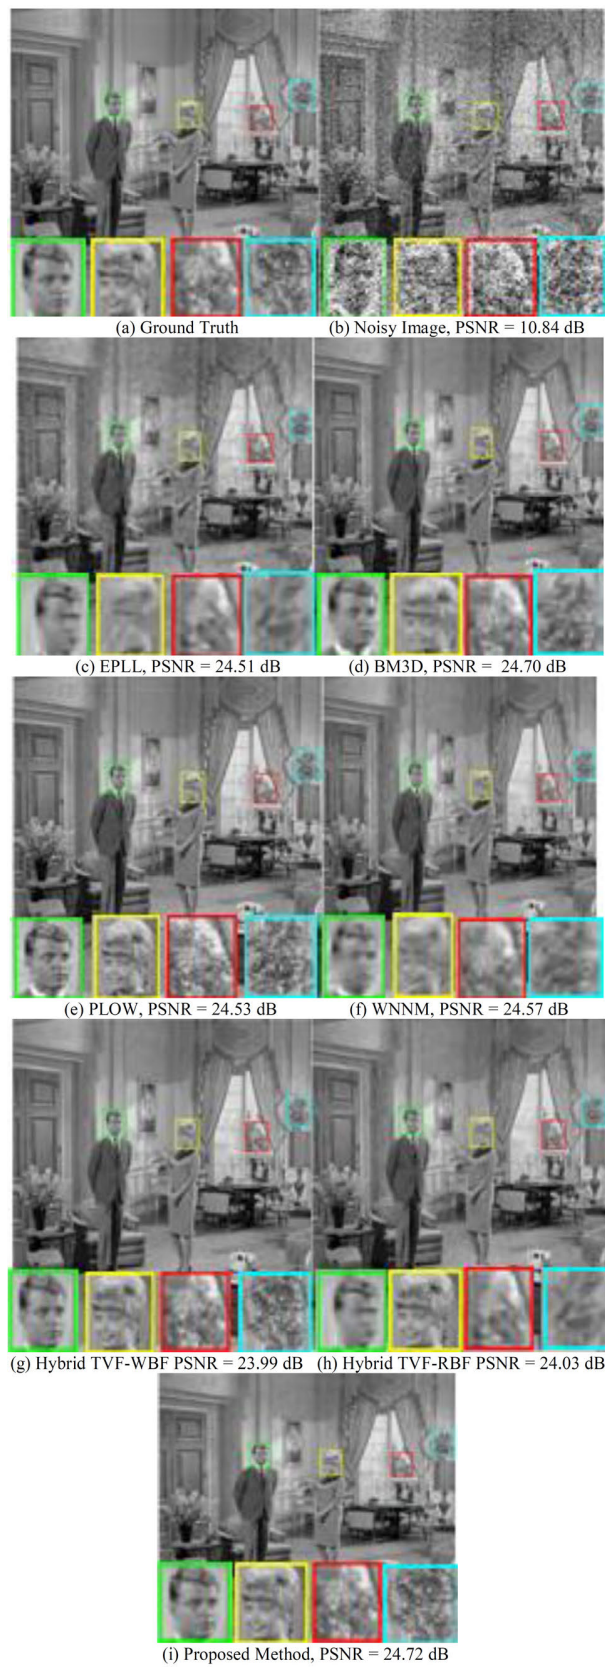 (a) Ground Truth
(b) Noisy Image, PSNR = 10.84 dB
(c) EPLL, PSNR = 24.51 dB
(d) BM3D, PSNR = 24.70 dB
(e) PLOW, PSNR = 24.53 dB
(f) WNNM, PSNR = 24.57 dB
(g) Hybrid TVF-WBF PSNR = 23.99 dB
(h) Hybrid TVF-RBF PSNR = 24.03 dB
(i) Proposed Method, PSNR = 24.72 dB